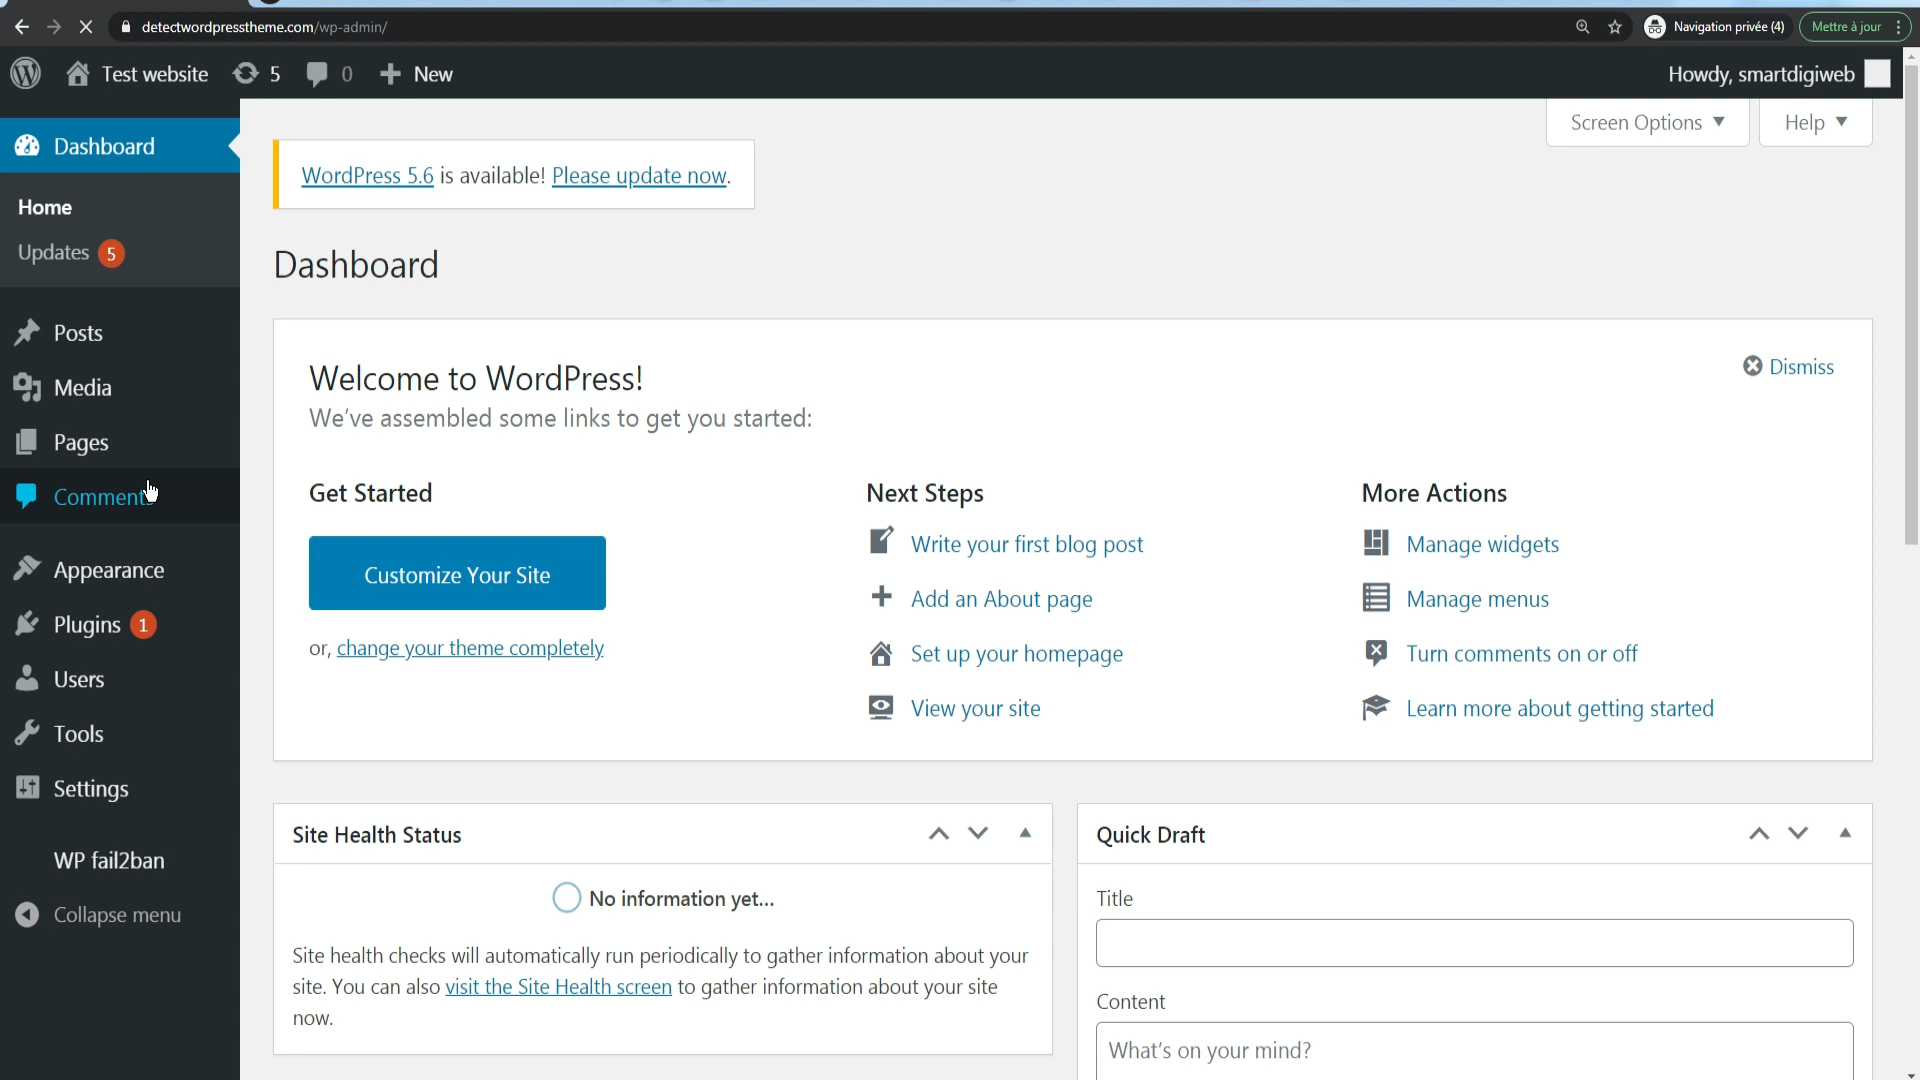 detectwordpresstheme.com/wp-admin/
Navigation privée (4)
Mettre à jour
Test website
5
0
New
Howdy, smartdigiweb
Screen Options
Help
Dashboard
Home
Updates 5
Posts
Media
Pages
Comments
Appearance
Plugins 1
Users
Tools
Settings
WP fail2ban
Collapse menu
WordPress 5.6 is available! Please update now.
Dashboard
Welcome to WordPress!
Dismiss
We've assembled some links to get you started:
Get Started
Customize Your Site
or, change your theme completely
Next Steps
Write your first blog post
Add an About page
Set up your homepage
View your site
More Actions
Manage widgets
Manage menus
Turn comments on or off
Learn more about getting started
Site Health Status
No information yet...
Site health checks will automatically run periodically to gather information about your
site. You can also visit the Site Health screen to gather information about your site
now.
Quick Draft
Title
Content
What's on your mind?